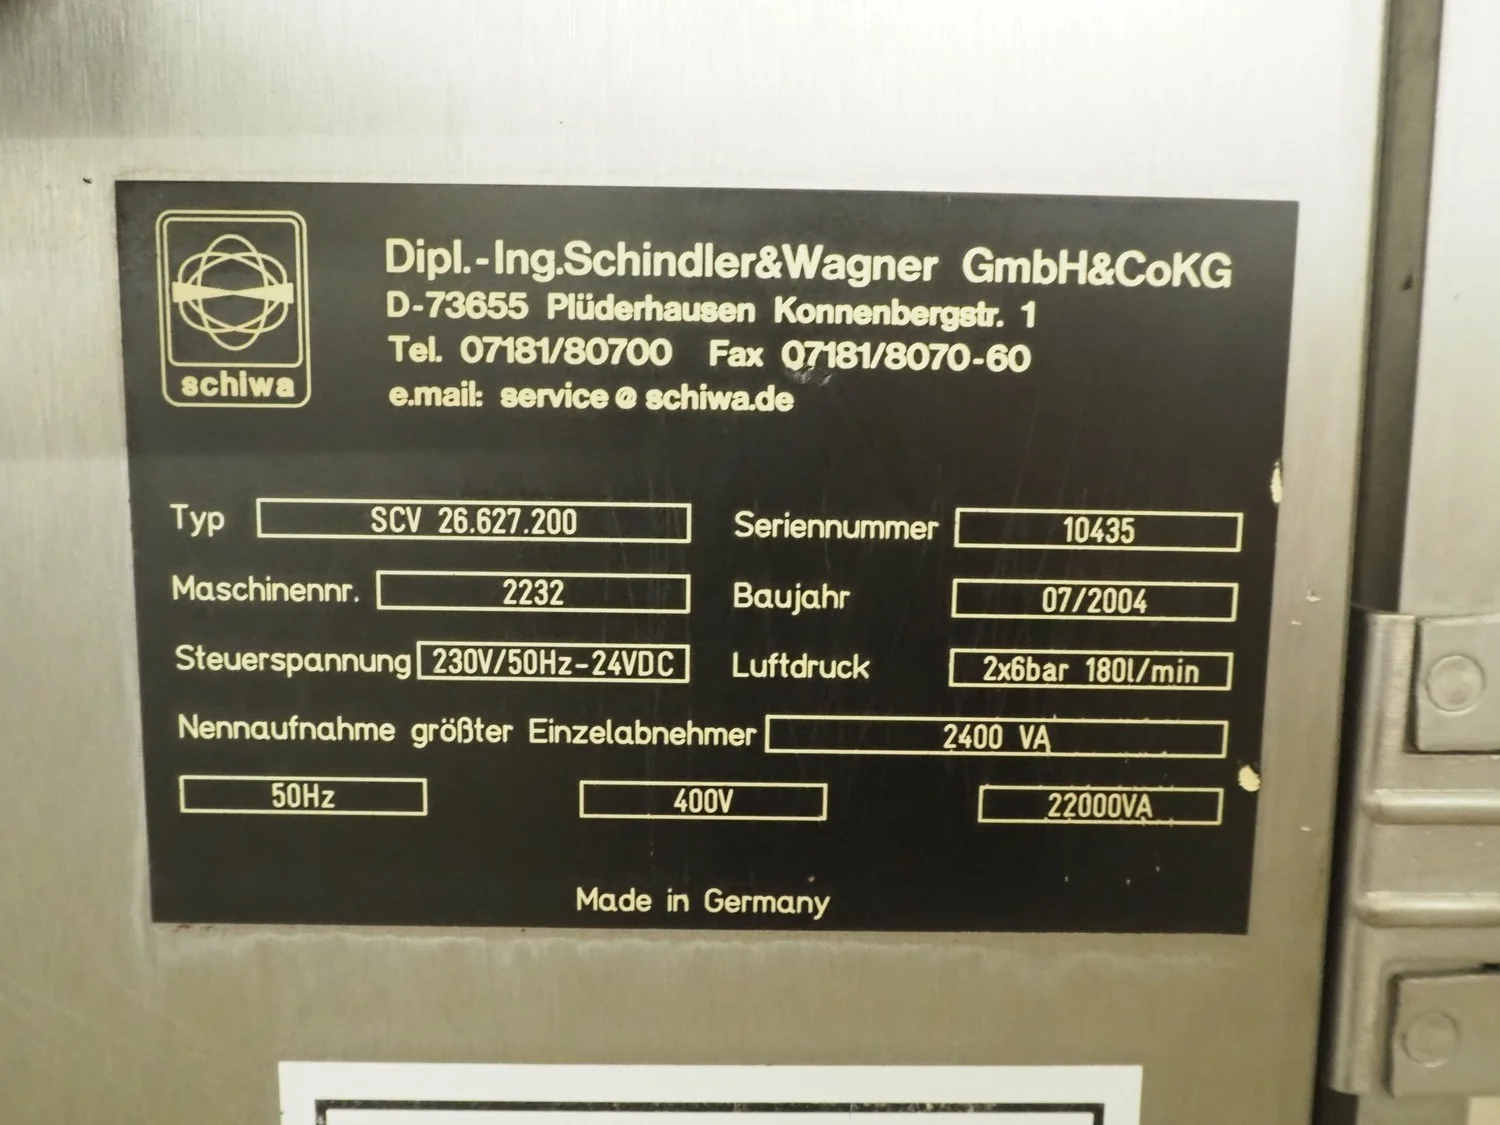 schiwa
Dipl.-Ing.Schindler&Wagner GmbH&CoKG
D-73655 Plüderhausen Konnenbergstr. 1
Tel. 07181/80700 Fax 07181/8070-60
e.mail: service@schiwa.de
Typ SCV 26.627.200 Seriennummer 10435
Maschinennr. 2232 Baujahr 07/2004
Steuerspannung 230V/50Hz-24VDC Luftdruck 2x6bar 180l/min
Nennaufnahme größter Einzelabnehmer 2400 VA
50Hz 400V 22000VA
Made in Germany